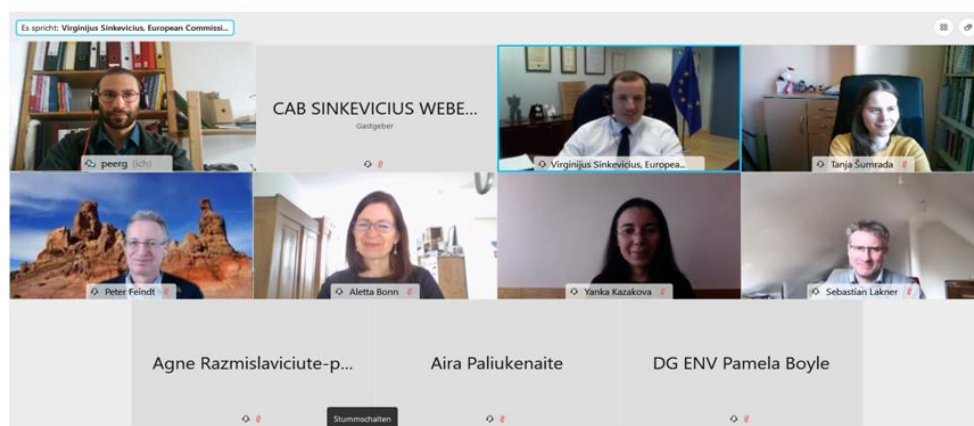 Es spricht: Virginijus Sinkevicius, European Commissi...
CAB SINKEVICIUS WEBE...
Gastgeber
peerg (ich)
Virginijus Sinkevicius, Europea...
Tanja Šumrada
Peter Feindt
Aletta Bonn
Yanka Kazakova
Sebastian Lakner
Agne Razmislaviciute-p...
Aira Paliukenaite
DG ENV Pamela Boyle
Stummschalten